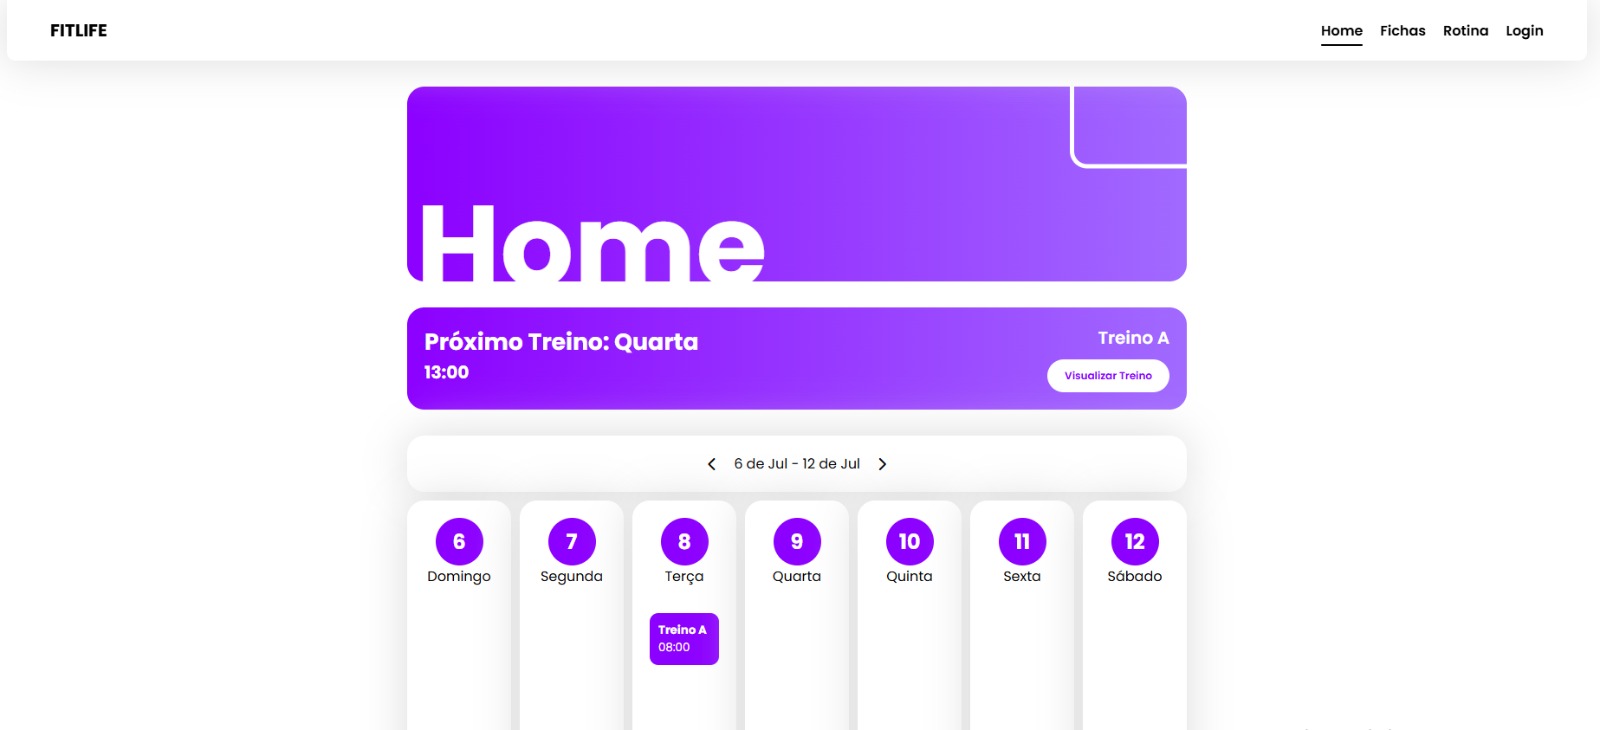 FITLIFE
Home Fichas Rotina Login
Home
Próximo Treino: Quarta
13:00
Treino A
Visualizar Treino
6 de Jul - 12 de Jul
6 7 8 9 10 11 12
Domingo Segunda Terça Quarta Quinta Sexta Sábado
Treino A
08:00